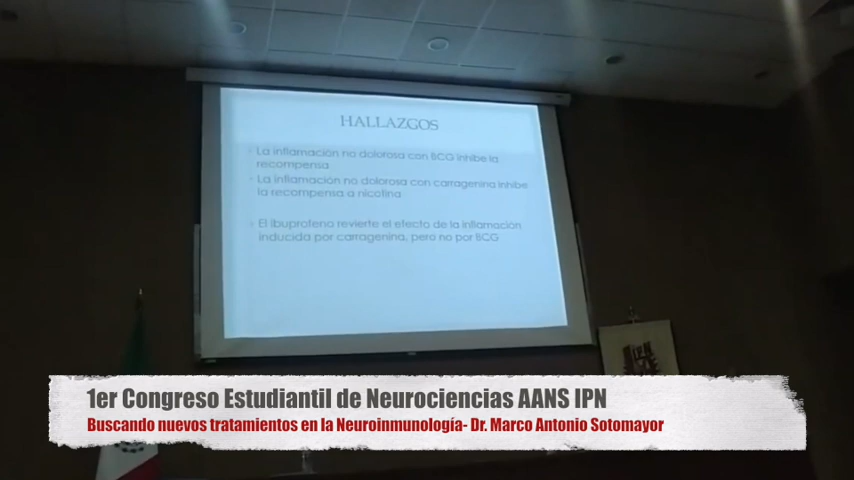 HALLAZGOS
La inflamación no dolorosa con BCG inhibe la
recompensa
La inflamación no dolorosa con carragenina inhibe
la recompensa a nicotina
El ibuprofeno revierte el efecto de la inflamación
inducida por carragenina, pero no por BCG
IPN
1er Congreso Estudiantil de Neurociencias AANS IPN
Buscando nuevos tratamientos en la Neuroinmunología- Dr. Marco Antonio Sotomayor